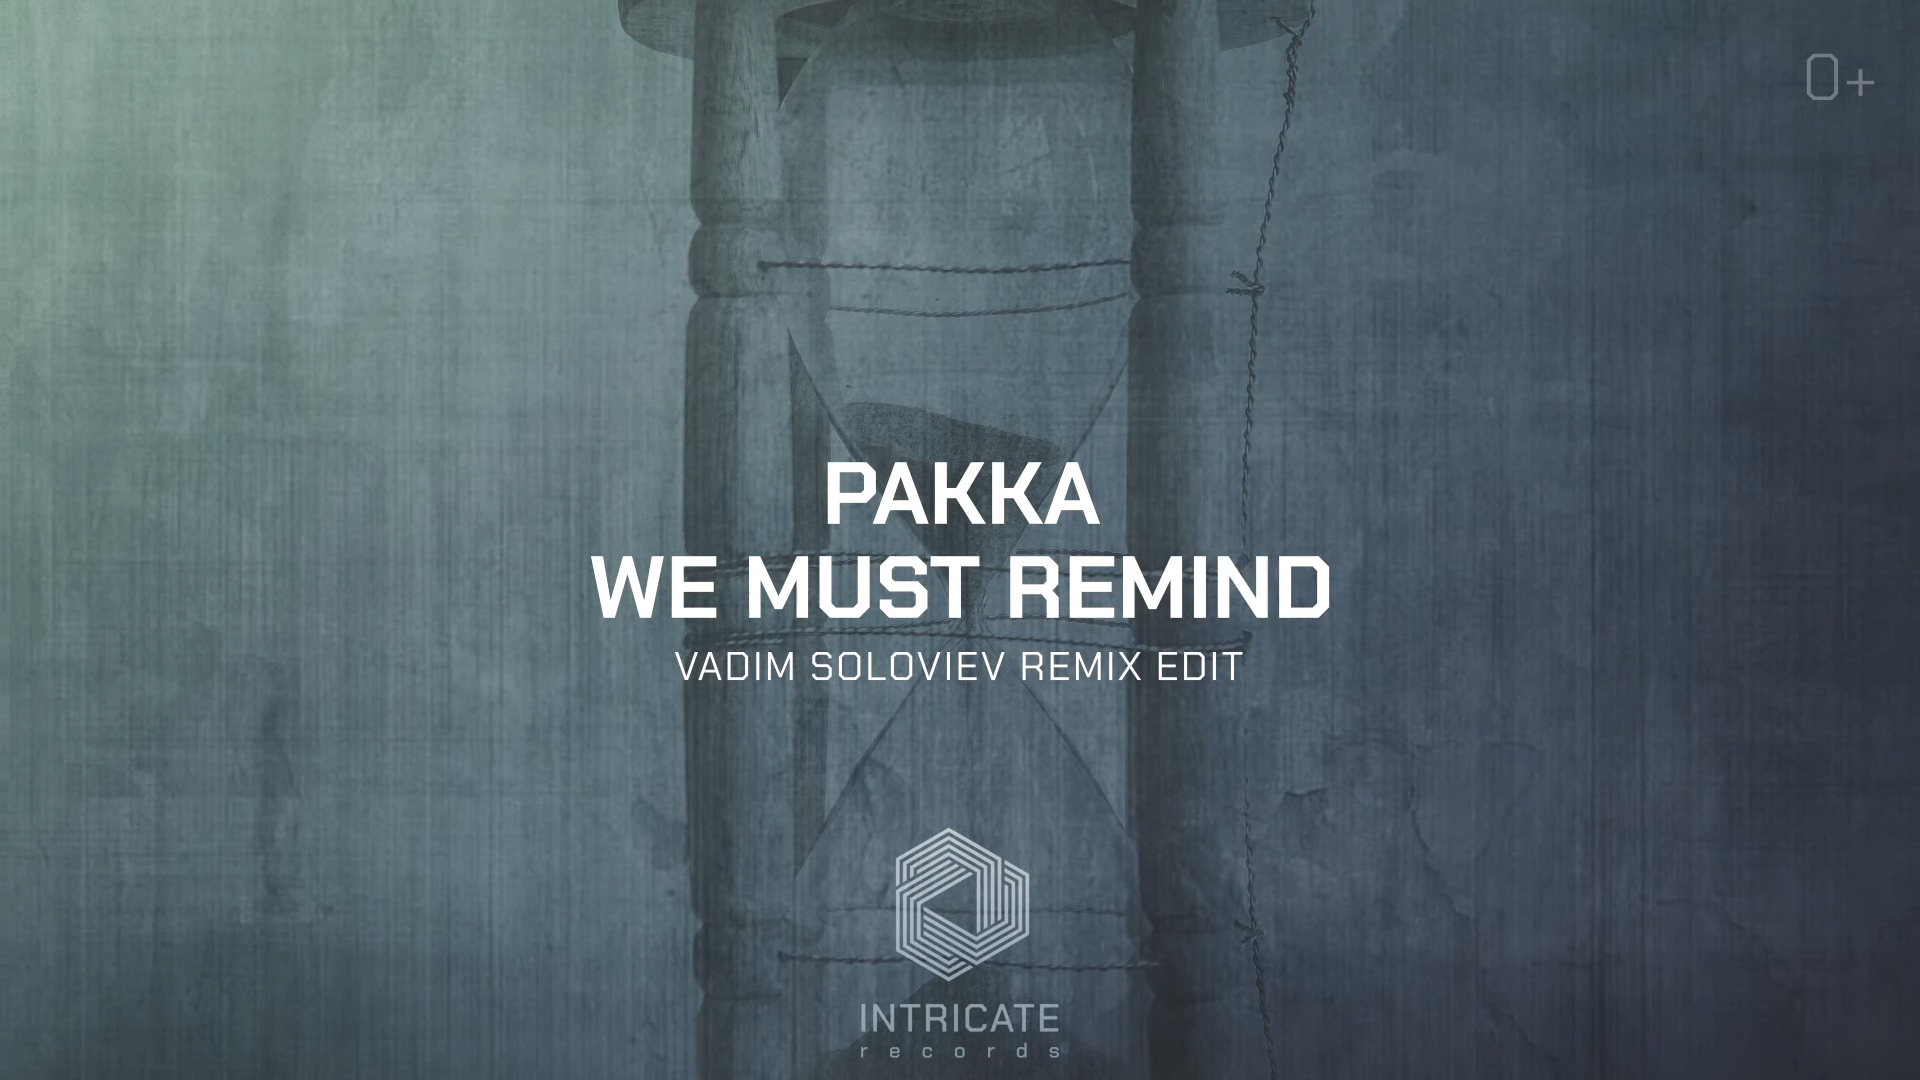 0+
PAKKA
WE MUST REMIND
VADIM SOLOVIEV REMIX EDIT
INTRICATE
records